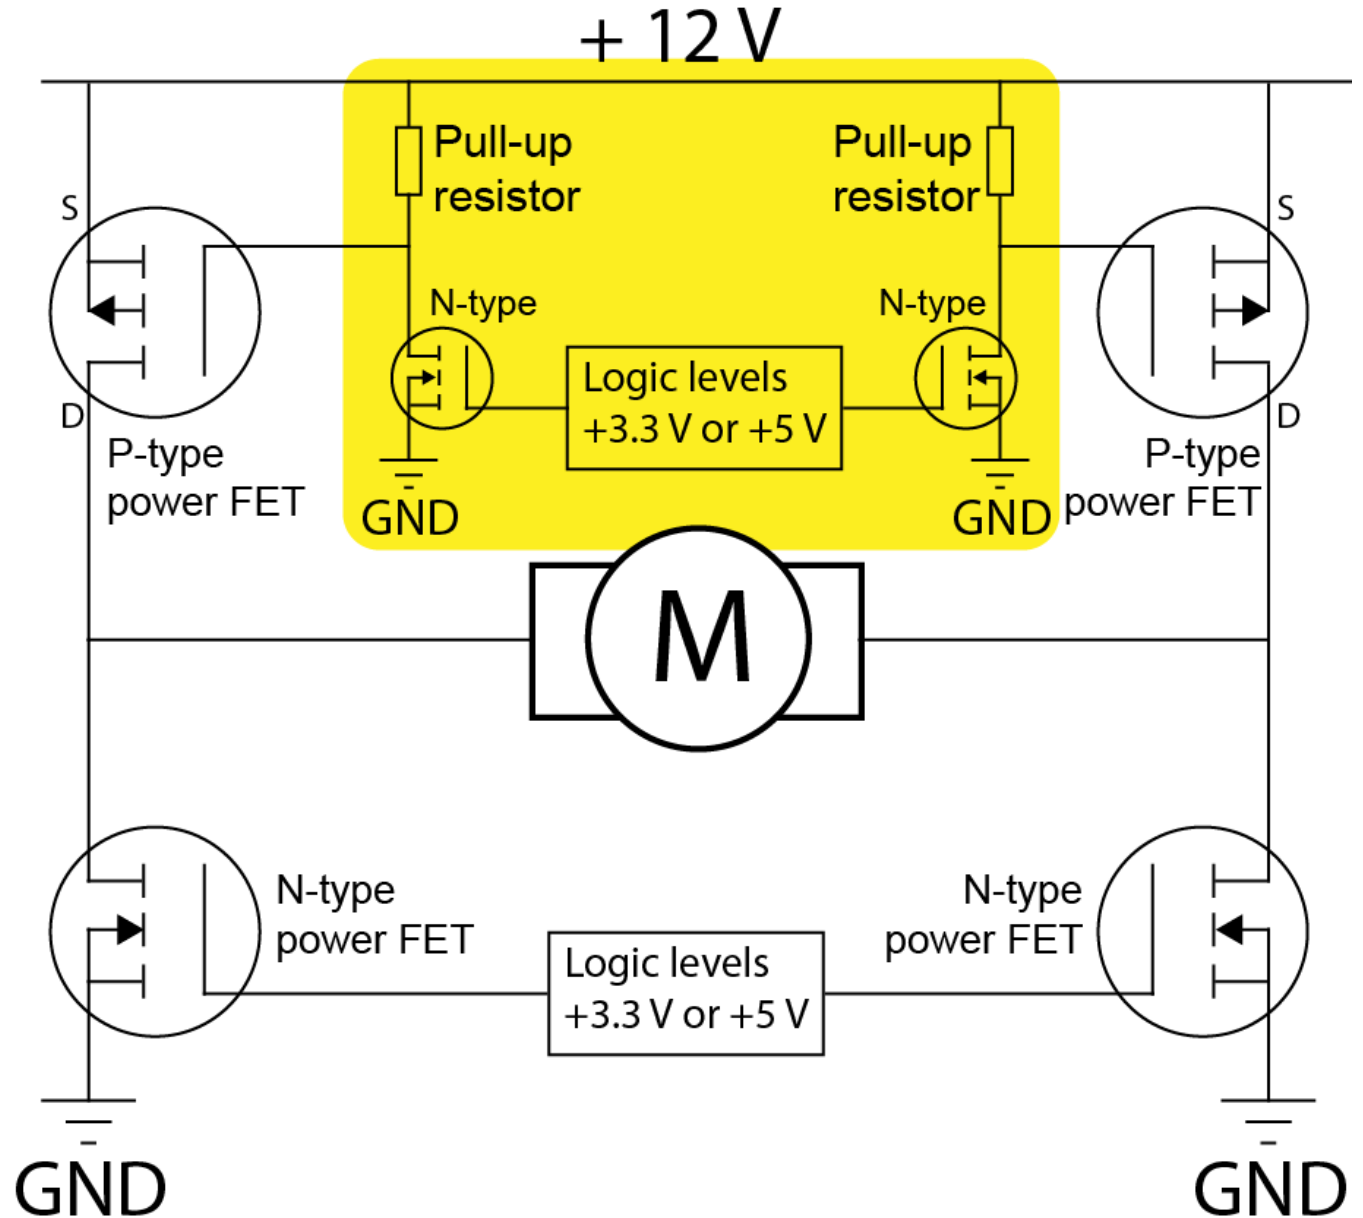 + 12 V
Pull-up
resistor
Pull-up
resistor
S
S
N-type
N-type
Logic levels
+3.3 V or +5 V
D
D
P-type
power FET
P-type
power FET
GND
GND
M
N-type
power FET
N-type
power FET
Logic levels
+3.3 V or +5 V
GND
GND